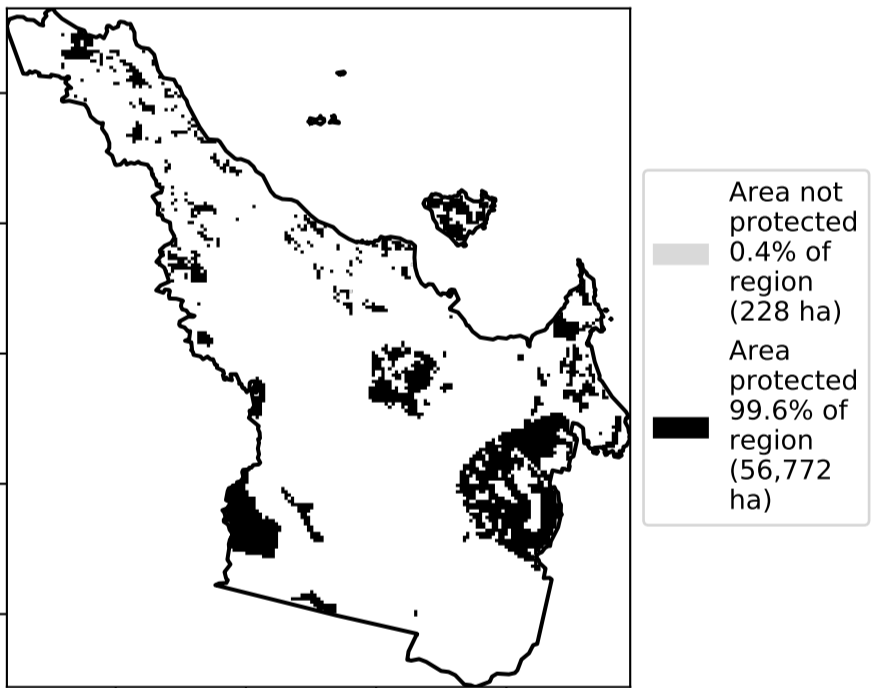 Area not
protected
0.4% of
region
(228 ha)
Area
protected
99.6% of
region
(56,772
ha)